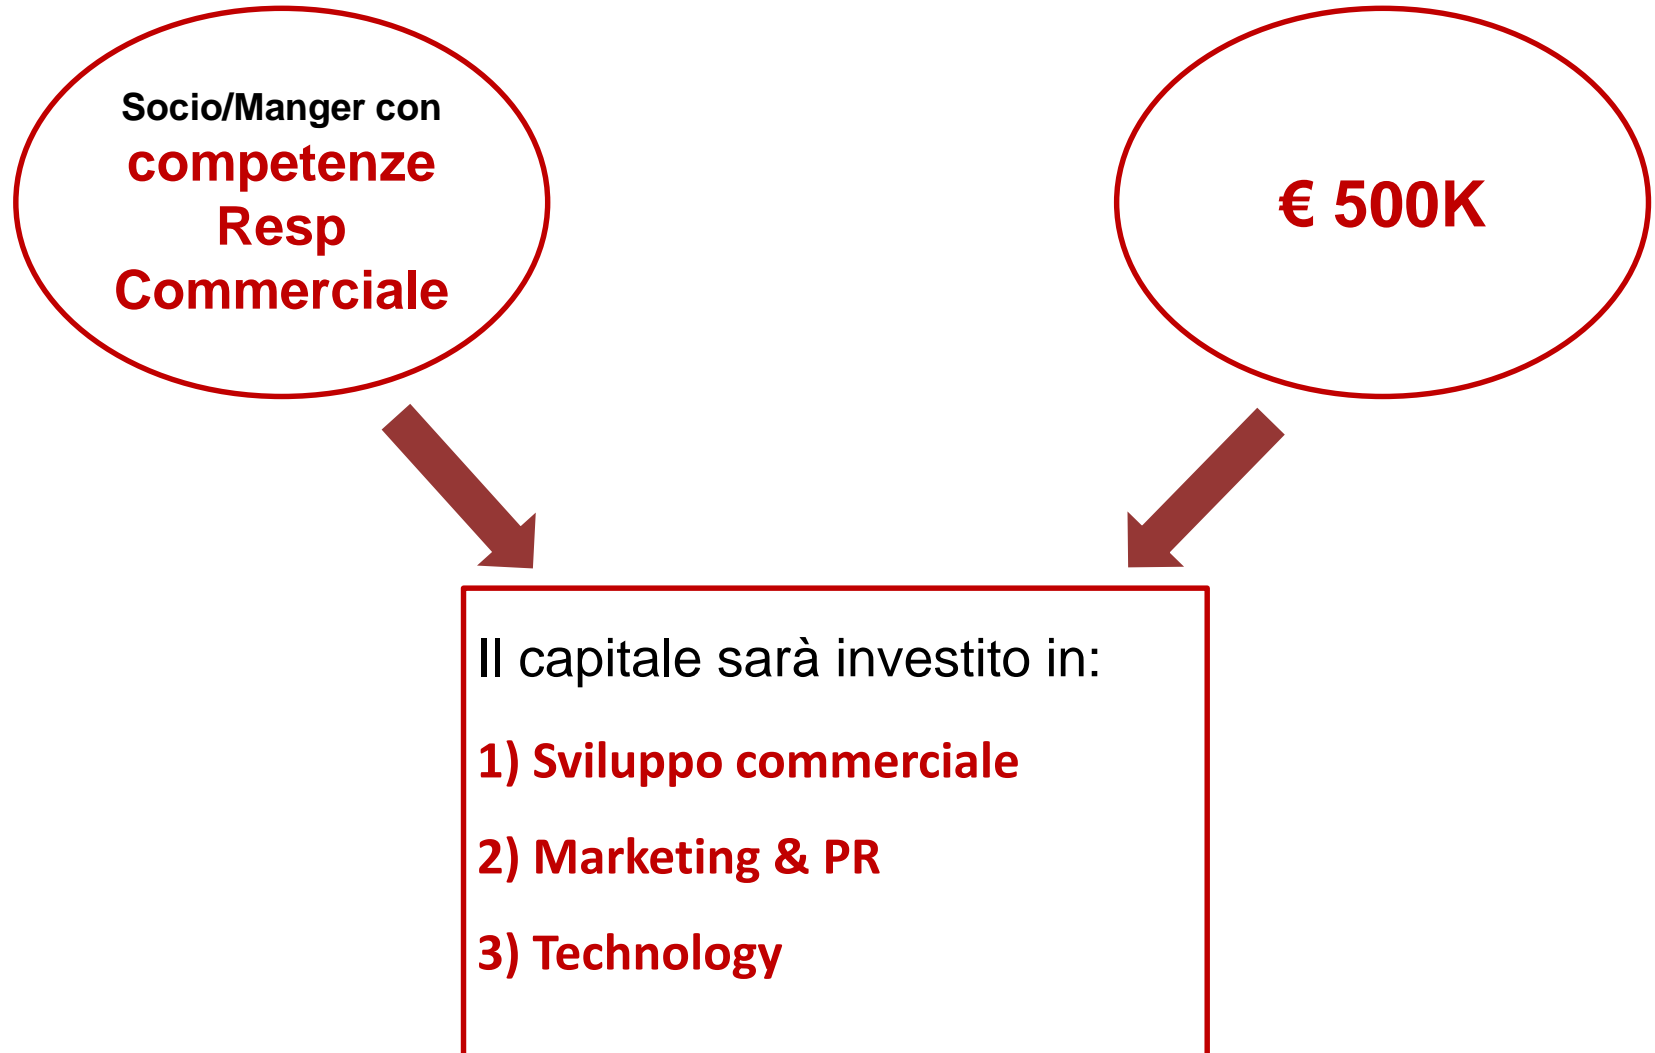 Socio/Manger con
competenze
Resp
Commerciale
€ 500K
Il capitale sarà investito in:
1) Sviluppo commerciale
2) Marketing & PR
3) Technology